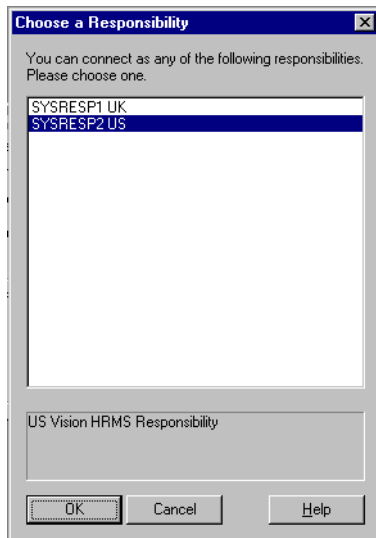 Choose a Responsibility
You can connect as any of the following responsibilities.
Please choose one.
SYSRESP1 UK
SYSRESP2 US
US Vision HRMS Responsibility
OK Cancel Help